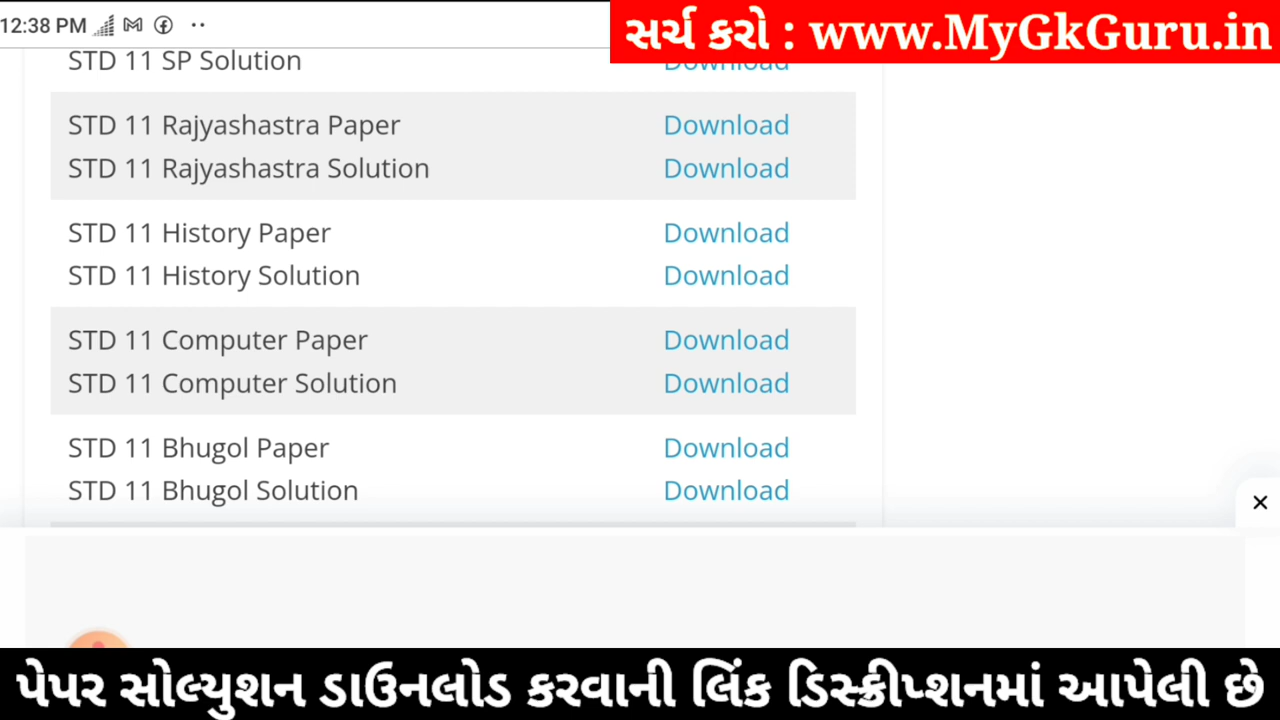 12:38 PM
સર્ચ કરો : www.MyGkGuru.in
STD 11 SP Solution Download
STD 11 Rajyashastra Paper Download
STD 11 Rajyashastra Solution Download
STD 11 History Paper Download
STD 11 History Solution Download
STD 11 Computer Paper Download
STD 11 Computer Solution Download
STD 11 Bhugol Paper Download
STD 11 Bhugol Solution Download
પેપર સોલ્યુશન ડાઉનલોડ કરવાની લિંક ડિસ્ક્રીપ્શનમાં આપેલી છે